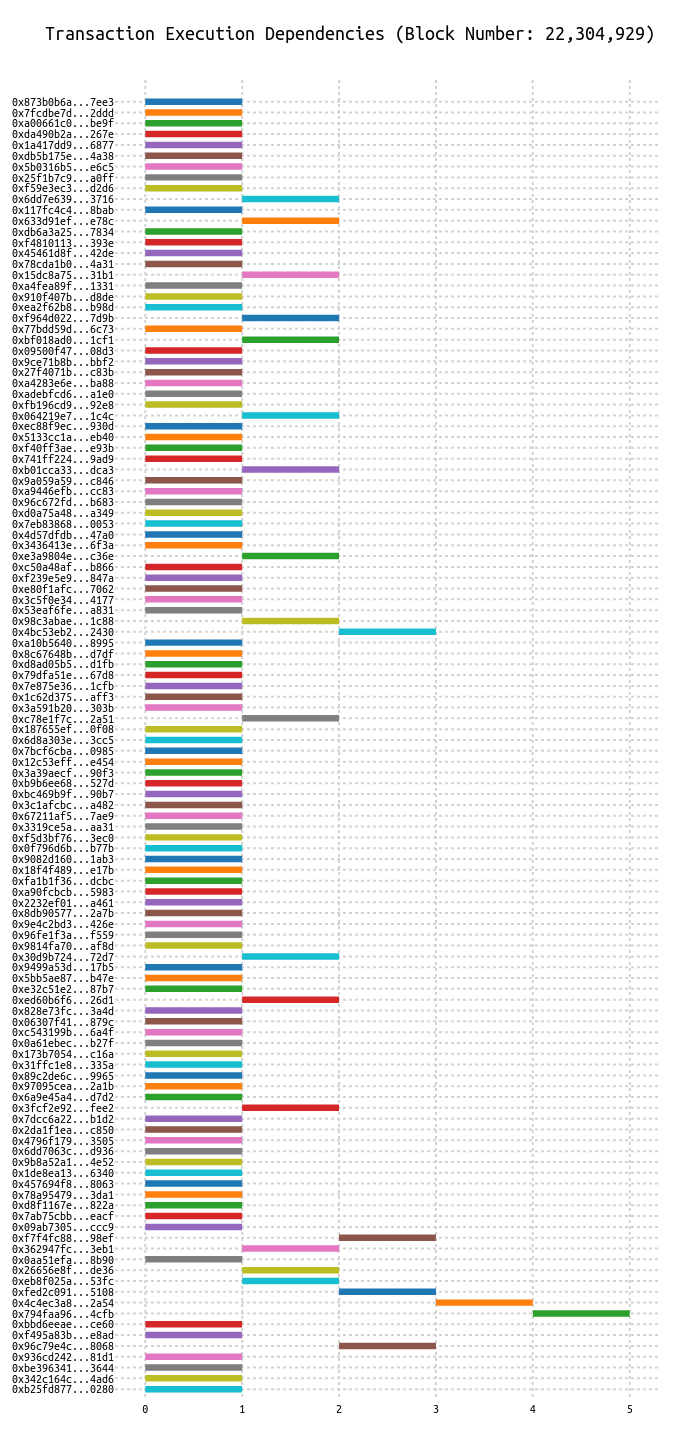 Transaction Execution Dependencies (Block Number: 22,304,929)
0x873b0b6a...7ee3
0x7fcdbe7d...2ddd
0xa00661c0...be9f
0xda490b2a...267e
0x1a417dd9...6877
0xdb5b175e...4a38
0x5b0316b5...e6c5
0x25f1b7c9...a0ff
0xf59e3ec3...d2d6
0x6dd7e639...3716
0x117fc4c4...8bab
0x633d91ef...e78c
0xdb6a3a25...7834
0xf4810113...393e
0x45461d8f...42de
0x78cda1b0...4a31
0x15dc8a75...31b1
0xa4fea89f...1331
0x910f407b...d8de
0xea2f62b8...b98d
0xf964d022...7d9b
0x77bdd59d...6c73
0xbf018ad0...1cf1
0x09500f47...08d3
0x9ce71b8b...bbf2
0x27f4071b...c83b
0xa4283e6e...ba88
0xadebfcd6...a1e0
0xfb196cd9...92e8
0x064219e7...1c4c
0xec88f9ec...930d
0x5133cc1a...eb40
0xf40ff3ae...e93b
0x741ff224...9ad9
0xb01cca33...dca3
0x9a059a59...c846
0xa9446efb...cc83
0x96c672fd...b683
0xd0a75a48...a349
0x7eb83868...0053
0x4d57dfdb...47a0
0x3436413e...6f3a
0xe3a9804e...c36e
0xc50a48af...b866
0xf239e5e9...847a
0xe80f1afc...7062
0x3c5f0e34...4177
0x53eaf6fe...a831
0x98c3abae...1c88
0x4bc53eb2...2430
0xa10b5640...8995
0x8c67648b...d7df
0xd8ad05b5...d1fb
0x79dfa51e...67d8
0x7e875e36...1cfb
0x1c62d375...aff3
0x3a591b20...303b
0xc78e1f7c...2a51
0x187655ef...0f08
0x6d8a303e...3cc5
0x7bcf6cba...0985
0x12c53eff...e454
0x3a39aecf...90f3
0xb9b6ee68...527d
0xbc469b9f...90b7
0x3c1afcbc...a482
0x67211af5...7ae9
0x3319ce5a...aa31
0xf5d3bf76...3ec0
0x0f796d6b...b77b
0x9082d160...1ab3
0x18f4f489...e17b
0xfa1b1f36...dcbc
0xa90fcbcb...5983
0x2232ef01...a461
0x8db90577...2a7b
0x9e4c2bd3...426e
0x96fe1f3a...f559
0x9814fa70...af8d
0x30d9b724...72d7
0x9499a53d...17b5
0x5bb5ae87...b47e
0xe32c51e2...87b7
0xed60b6f6...26d1
0x828e73fc...3a4d
0x06307f41...879c
0xc543199b...6a4f
0x0a61ebec...b27f
0x173b7054...c16a
0x31ffc1e8...335a
0x89c2de6c...9965
0x97095cea...2a1b
0x6a9e45a4...d7d2
0x3fcf2e92...fee2
0x7dcc6a22...b1d2
0x2da1f1ea...c850
0x4796f179...3505
0x6dd7063c...d936
0x9b8a52a1...4e52
0x1de8ea13...6340
0x457694f8...8063
0x78a95479...3da1
0xd8f1167e...822a
0x7ab75cbb...eacf
0x09ab7305...ccc9
0xf7f4fc88...98ef
0x362947fc...3eb1
0x0aa51efa...8b90
0x26656e8f...de36
0xeb8f025a...53fc
0xfed2c091...5108
0x4c4ec3a8...2a54
0x794faa96...4cfb
0xbbd6eeae...ce60
0xf495a83b...e8ad
0x96c79e4c...8068
0x936cd242...81d1
0xbe396341...3644
0x342c164c...4ad6
0xb25fd877...0280
0 1 2 3 4 5